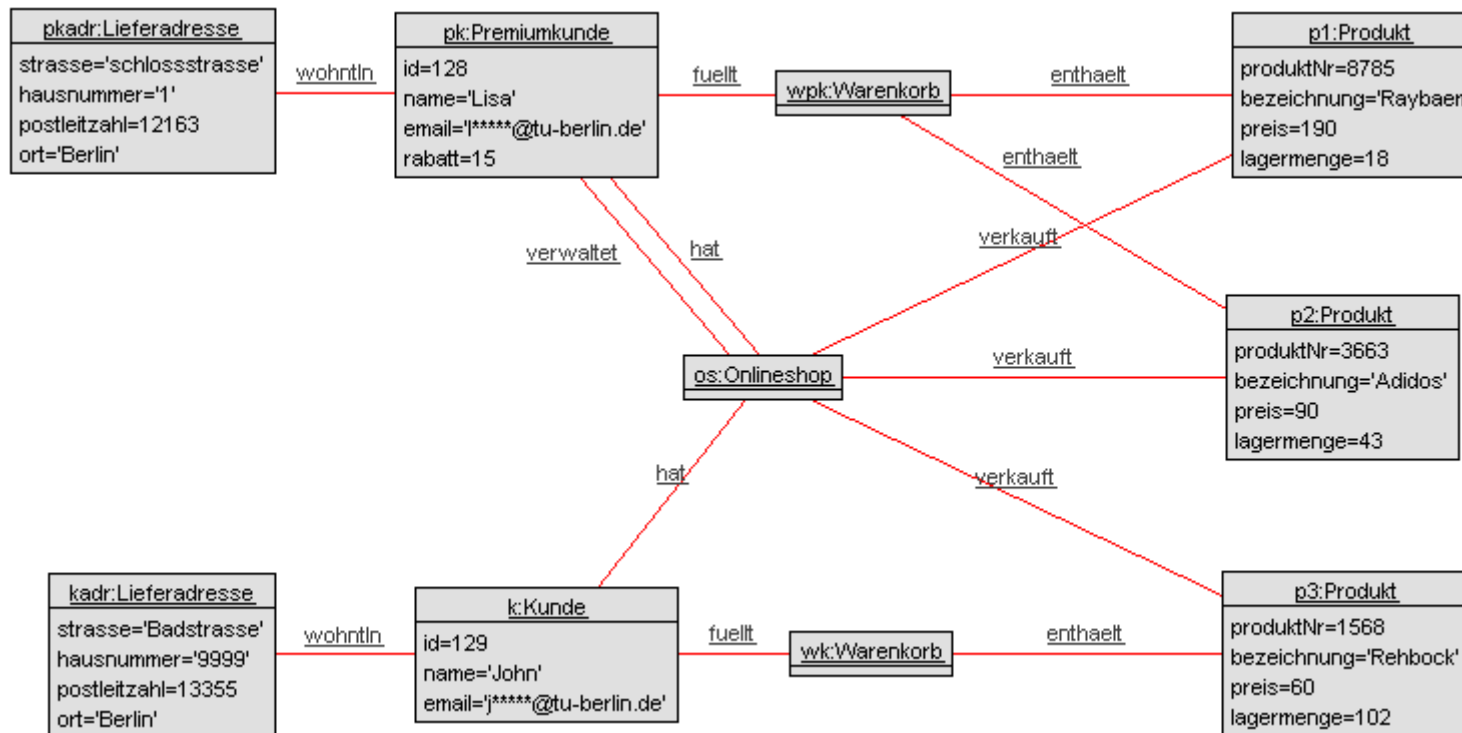 pkadr:Lieferadresse
strasse='schlossstrasse'
hausnummer='1'
postleitzahl=12163
ort='Berlin'
wohntIn
pk:Premiumkunde
id=128
name='Lisa'
email='l*****@tu-berlin.de'
rabatt=15
fuellt
wpk:Warenkorb
enthaelt
enthaelt
p1:Produkt
produktNr=8785
bezeichnung='Raybaen
preis=190
lagermenge=18
verwaltet
hat
verkauft
os:Onlineshop
verkauft
p2:Produkt
produktNr=3663
bezeichnung='Adidos'
preis=90
lagermenge=43
hat
verkauft
kadr:Lieferadresse
strasse='Badstrasse'
hausnummer='9999'
postleitzahl=13355
ort='Berlin'
wohntIn
k:Kunde
id=129
name='John'
email='j*****@tu-berlin.de'
fuellt
wk:Warenkorb
enthaelt
p3:Produkt
produktNr=1568
bezeichnung='Rehbock'
preis=60
lagermenge=102